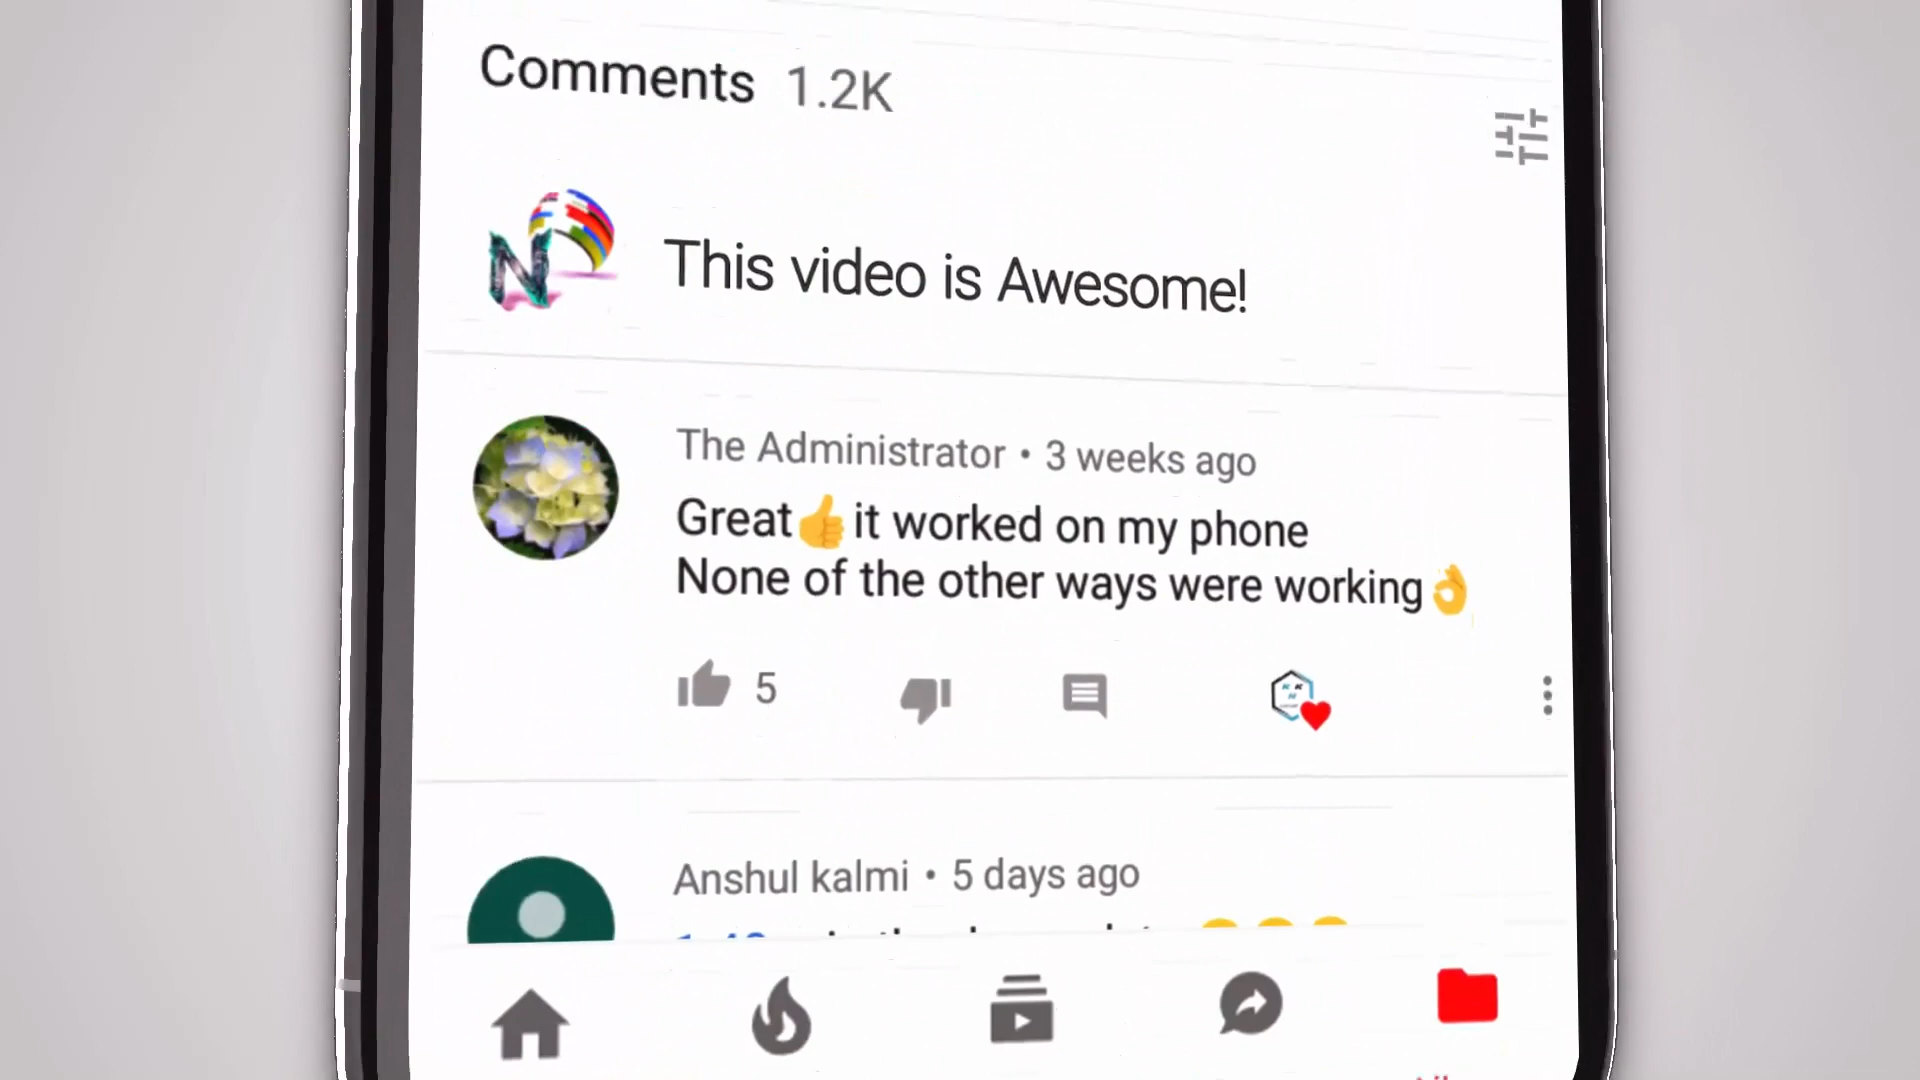 Comments 1.2K
This video is Awesome!
The Administrator • 3 weeks ago
Great👍it worked on my phone
None of the other ways were working👌
5
Anshul kalmi • 5 days ago